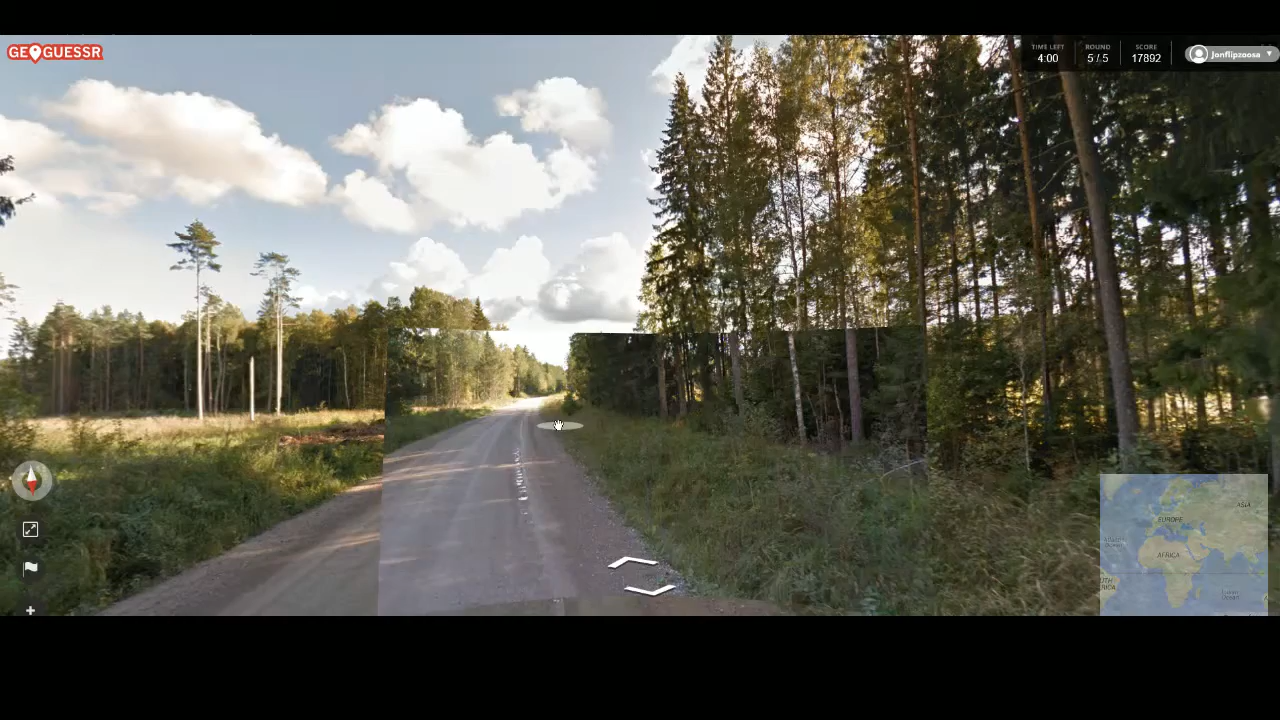 GEOGUESSR
TIME LEFT
4:00
ROUND
5 / 5
SCORE
17892
Jonflipzoosa
EUROPE
ASIA
AFRICA